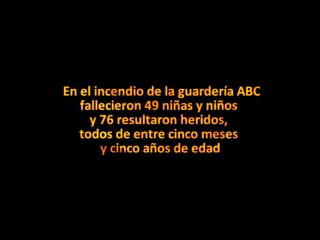 En el incendio de la guardería ABC
fallecieron 49 niñas y niños
y 76 resultaron heridos,
todos de entre cinco meses
y cinco años de edad